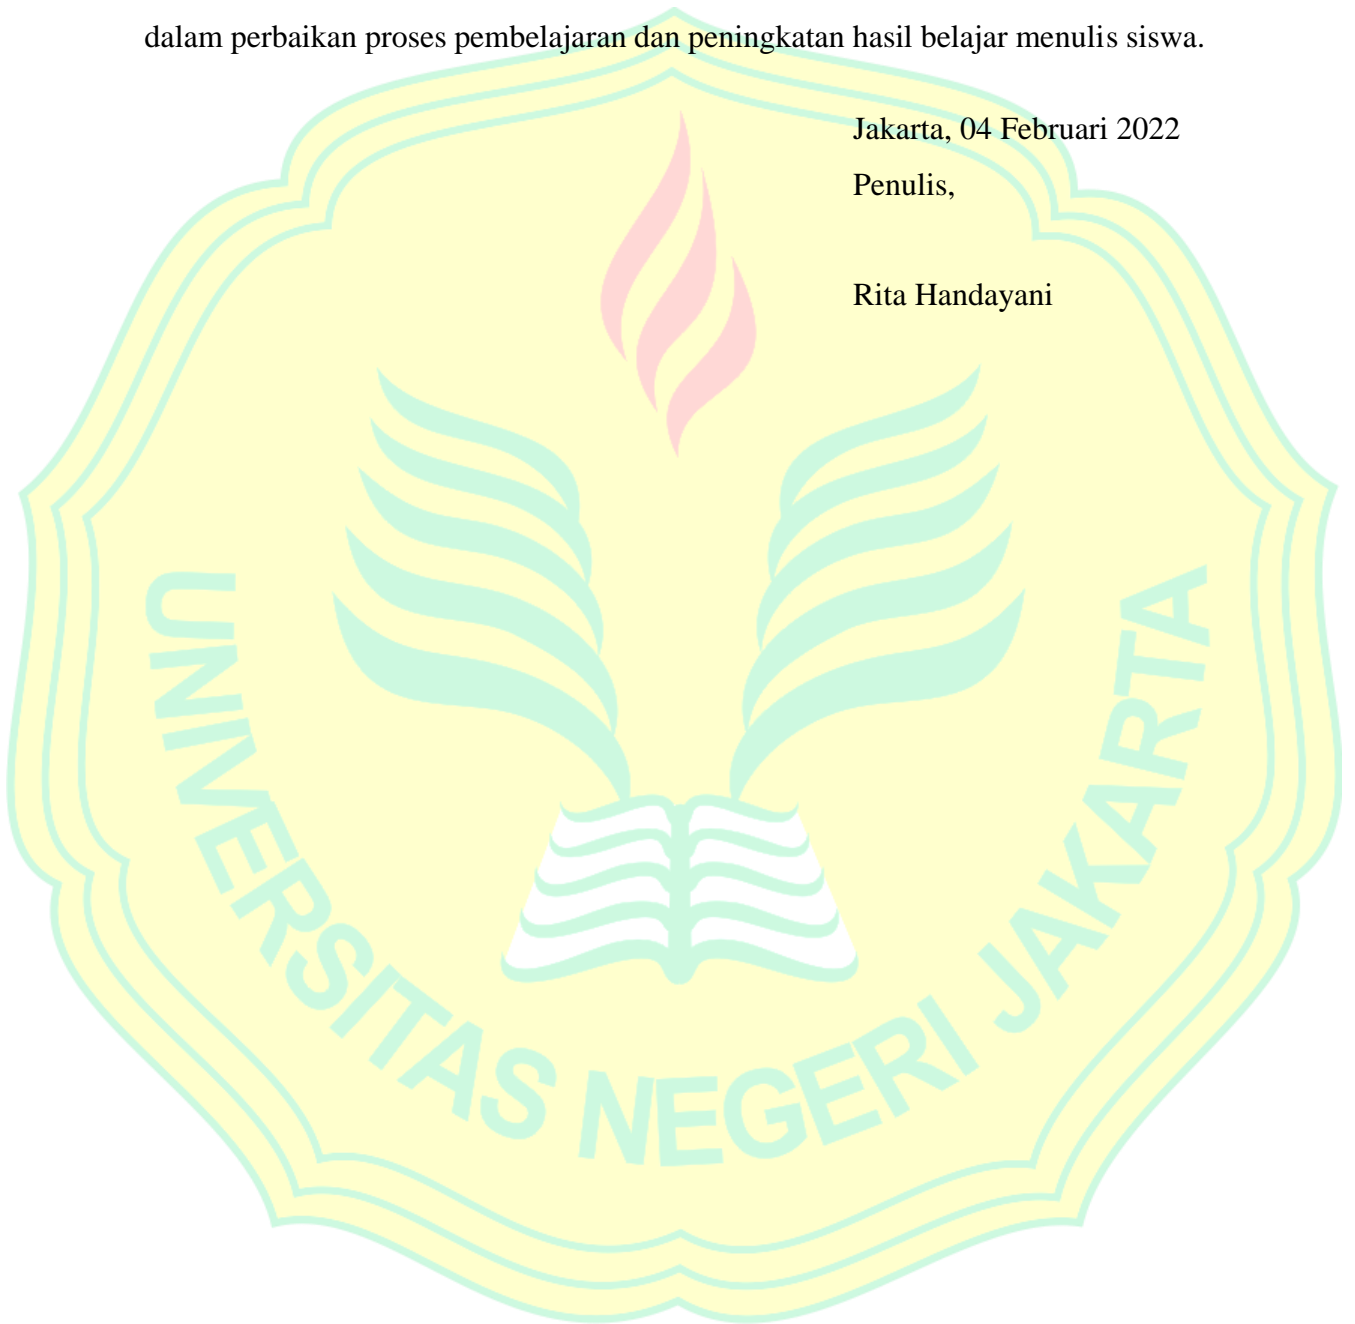 dalam perbaikan proses pembelajaran dan peningkatan hasil belajar menulis siswa.
Jakarta, 04 Februari 2022
Penulis,
Rita Handayani
UNIVERSITAS NEGERI JAKARTA